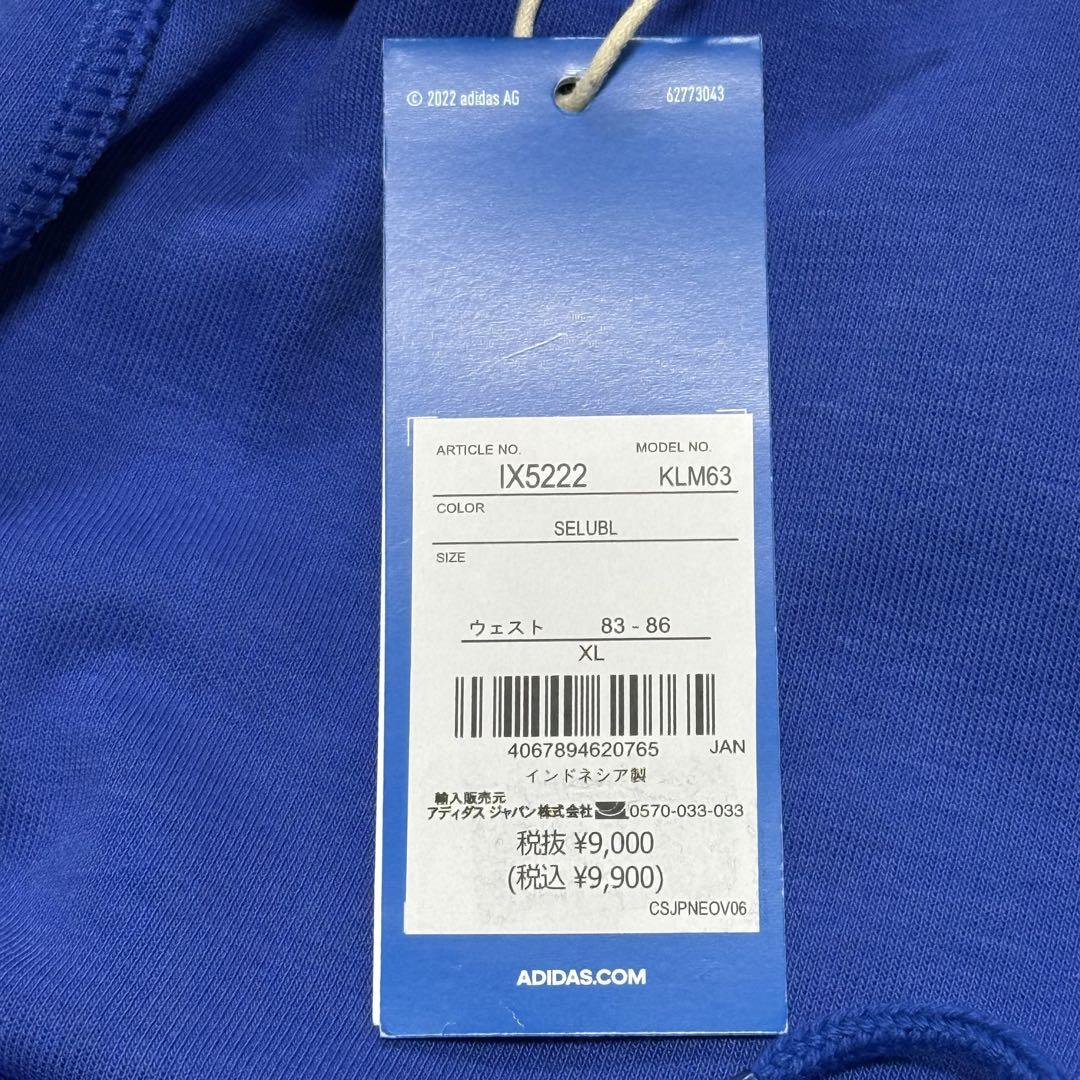 © 2022 adidas AG 62773043
ARTICLE NO. MODEL NO.
IX5222 KLM63
COLOR
SELUBL
SIZE
ウェスト 83 - 86
XL
4067894620765 JAN
インドネシア製
輸入販売元
アディダス ジャパン株式会社 0570-033-033
税抜 ¥9,000
(税込 ¥9,900)
CSJPNEOV06
ADIDAS.COM